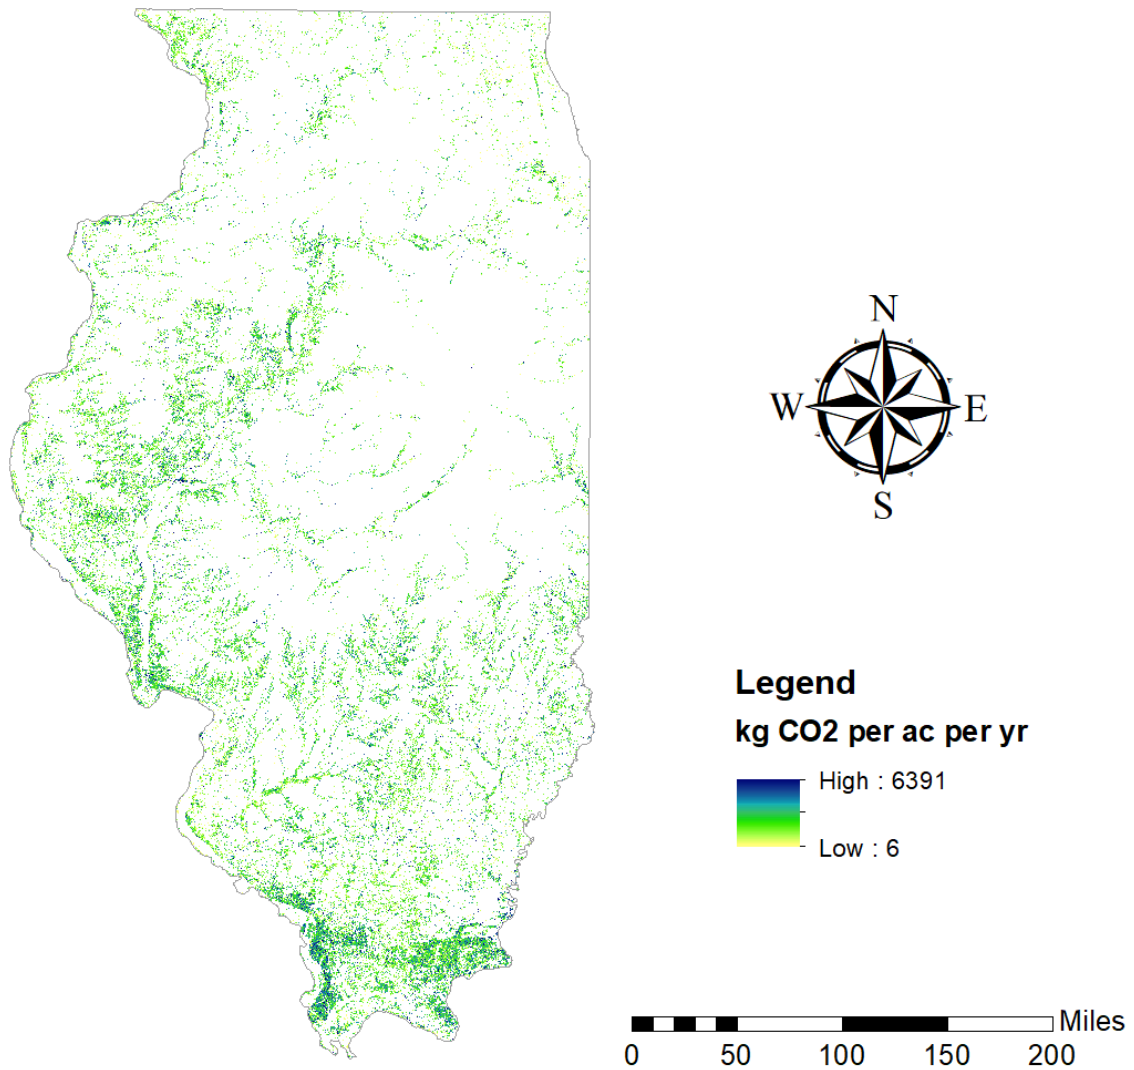 N
W E
S
Legend
kg CO2 per ac per yr
High : 6391
Low : 6
Miles
0 50 100 150 200